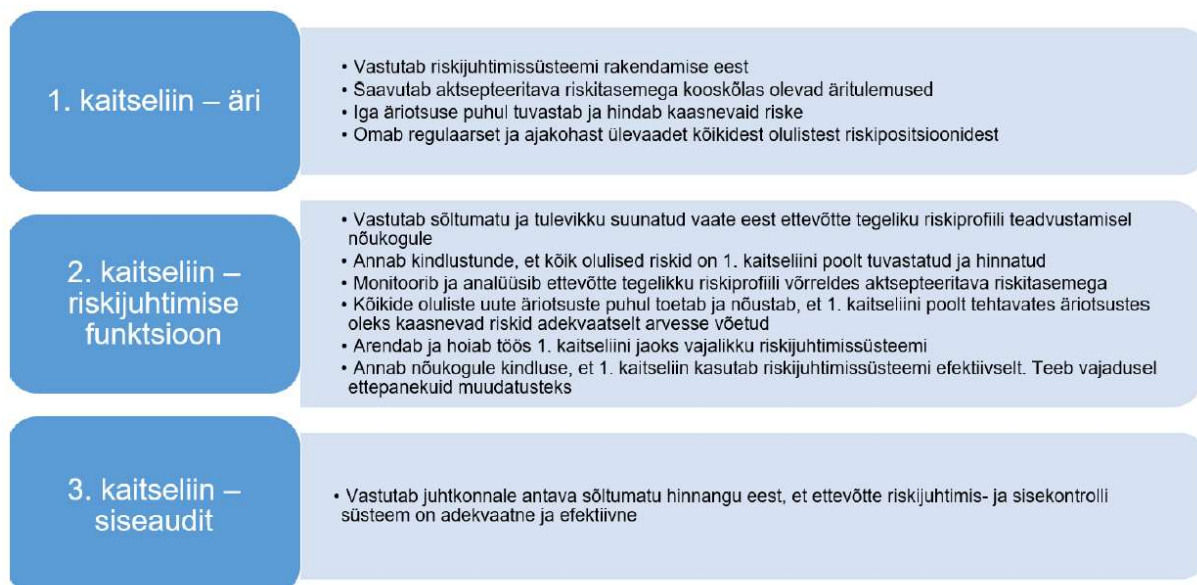 1. kaitseliin – äri
• Vastutab riskijuhtimissüsteemi rakendamise eest
• Saavutab aktsepteeritava riskitasemega kooskõlas olevad äritulemused
• Iga äriotsuse puhul tuvastab ja hindab kaasnevaid riske
• Omab regulaarset ja ajakohast ülevaadet kõikidest olulistest riskipositsioonidest
2. kaitseliin –
riskijuhtimise
funktsioon
• Vastutab sõltumatu ja tulevikku suunatud vaate eest ettevõtte tegeliku riskiprofiili teadvustamisel
nõukogule
• Annab kindlustunde, et kõik olulised riskid on 1. kaitseliini poolt tuvastatud ja hinnatud
• Monitoorib ja analüüsib ettevõtte tegelikku riskiprofiili võrreldes aktsepteeritava riskitasemega
• Kõikide oluliste uute äriotsuste puhul toetab ja nõustab, et 1. kaitseliini poolt tehtavates äriotsustes
oleks kaasnevad riskid adekvaatselt arvesse võetud
• Arendab ja hoiab töös 1. kaitseliini jaoks vajalikku riskijuhtimissüsteemi
• Annab nõukogule kindluse, et 1. kaitseliin kasutab riskijuhtimissüsteemi efektiivselt. Teeb vajadusel
ettepanekuid muudatusteks
3. kaitseliin –
siseaudit
• Vastutab juhtkonnale antava sõltumatu hinnangu eest, et ettevõtte riskijuhtimis- ja sisekontrolli
süsteem on adekvaatne ja efektiivne